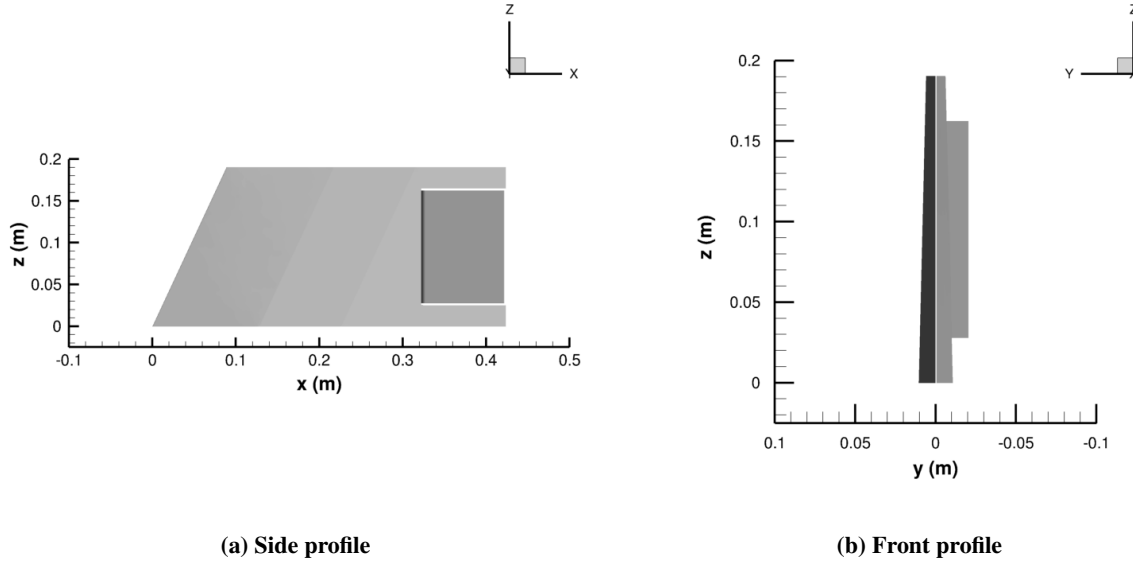 Z
Y X
0.2
0.15
0.1
0.05
0
z (m)
-0.1 0 0.1 0.2 0.3 0.4 0.5
x (m)
(a) Side profile
Z
Y X
0.2
0.15
0.1
0.05
0
z (m)
0.1 0.05 0 -0.05 -0.1
y (m)
(b) Front profile